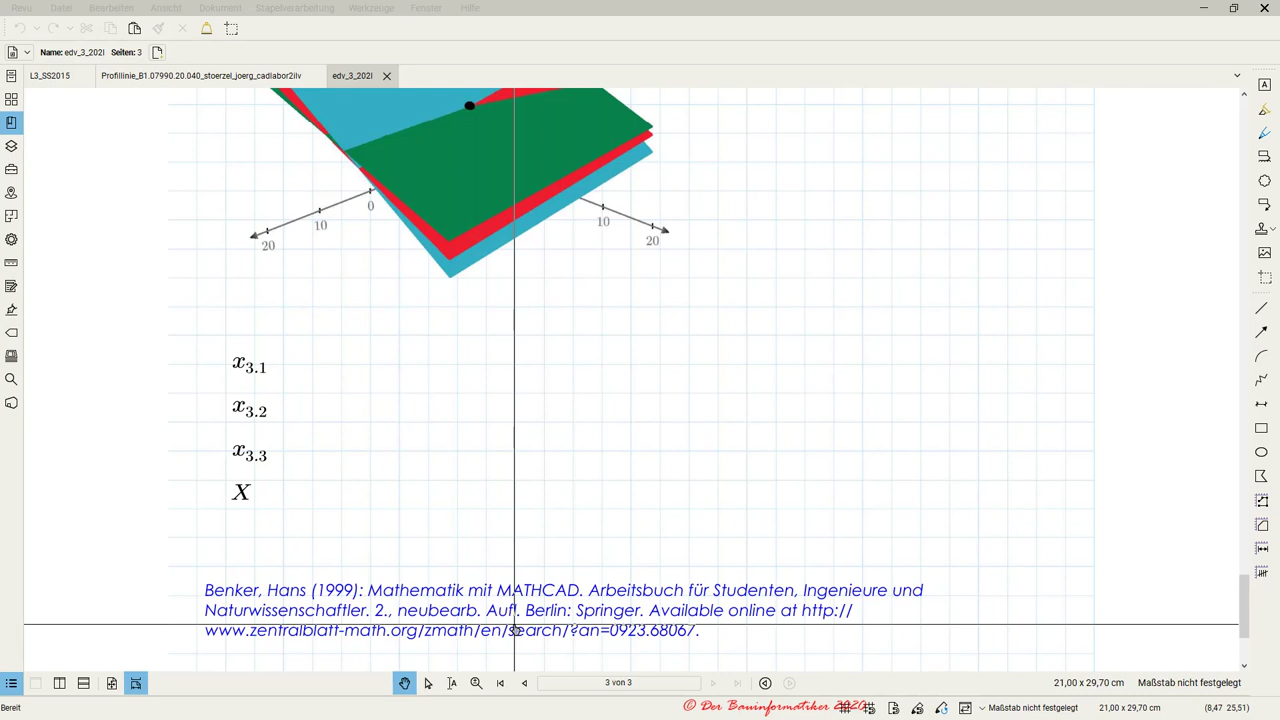 Revu Datei Bearbeiten Ansicht Dokument Stapelverarbeitung Werkzeuge Fenster Hilfe
Name: edv_3_202l Seiten: 3
L3_SS2015 Profillinie_B1.07990.20.040_stoerzel_joerg_cadlabor2ilv edv_3_202l
0
10
20
10
20
x3.1
x3.2
x3.3
X
Benker, Hans (1999): Mathematik mit MATHCAD. Arbeitsbuch für Studenten, Ingenieure und
Naturwissenschaftler. 2., neubearb. Aufl. Berlin: Springer. Available online at http://
www.zentralblatt-math.org/zmath/en/search/?an=0923.68067.
3 von 3 21,00 x 29,70 cm Maßstab nicht festgelegt
Bereit © Der Bauinformatiker 2020 Maßstab nicht festgelegt 21,00 x 29,70 cm (8,47 25,51)